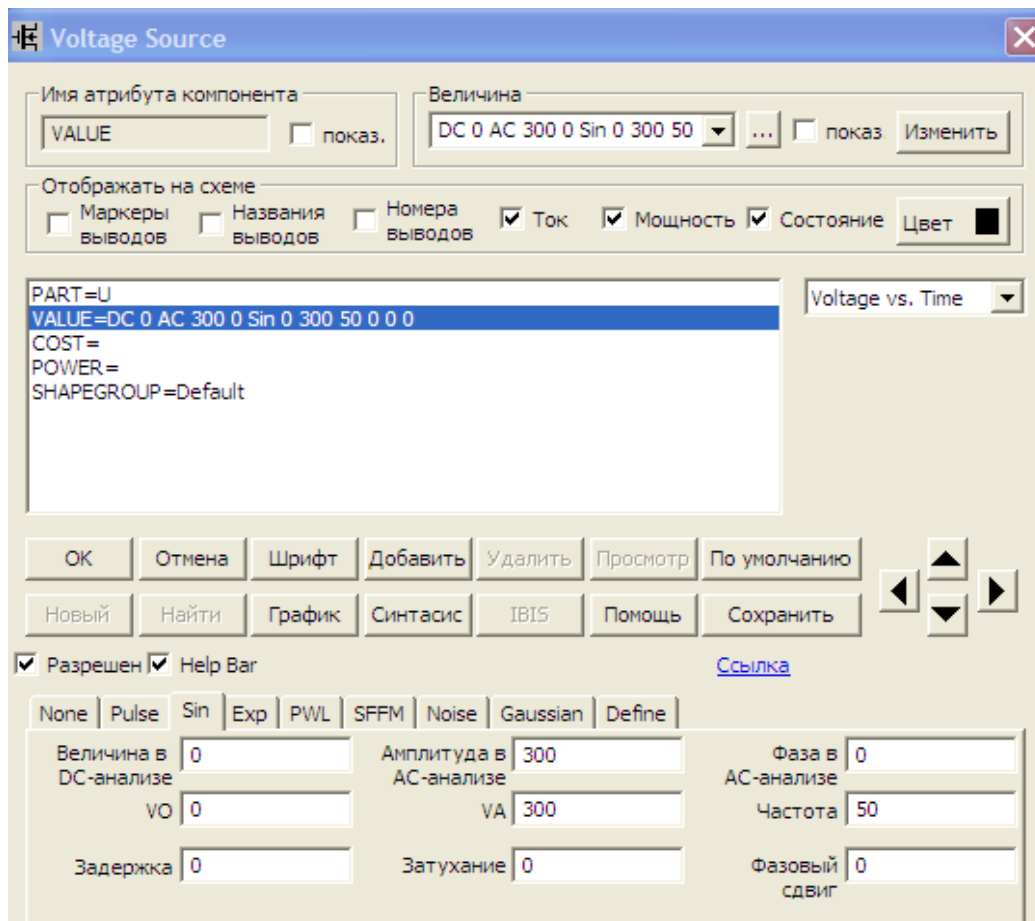 Voltage Source
Имя атрибута компонента
Величина
VALUE
показ.
DC 0 AC 300 0 Sin 0 300 50
...
показ
Изменить
Отображать на схеме
Маркеры выводов
Названия выводов
Номера выводов
Ток
Мощность
Состояние
Цвет
PART=U
Voltage vs. Time
VALUE=DC 0 AC 300 0 Sin 0 300 50 0 0 0
COST=
POWER=
SHAPEGROUP=Default
OK Отмена Шрифт Добавить Удалить Просмотр По умолчанию
Новый Найти График Синтасис IBIS Помощь Сохранить
Разрешен Help Bar Ссылка
None Pulse Sin Exp PWL SFFM Noise Gaussian Define
Величина в DC-анализе 0
Амплитуда в AC-анализе 300
Фаза в AC-анализе 0
VO 0 VA 300 Частота 50
Задержка 0 Затухание 0 Фазовый сдвиг 0